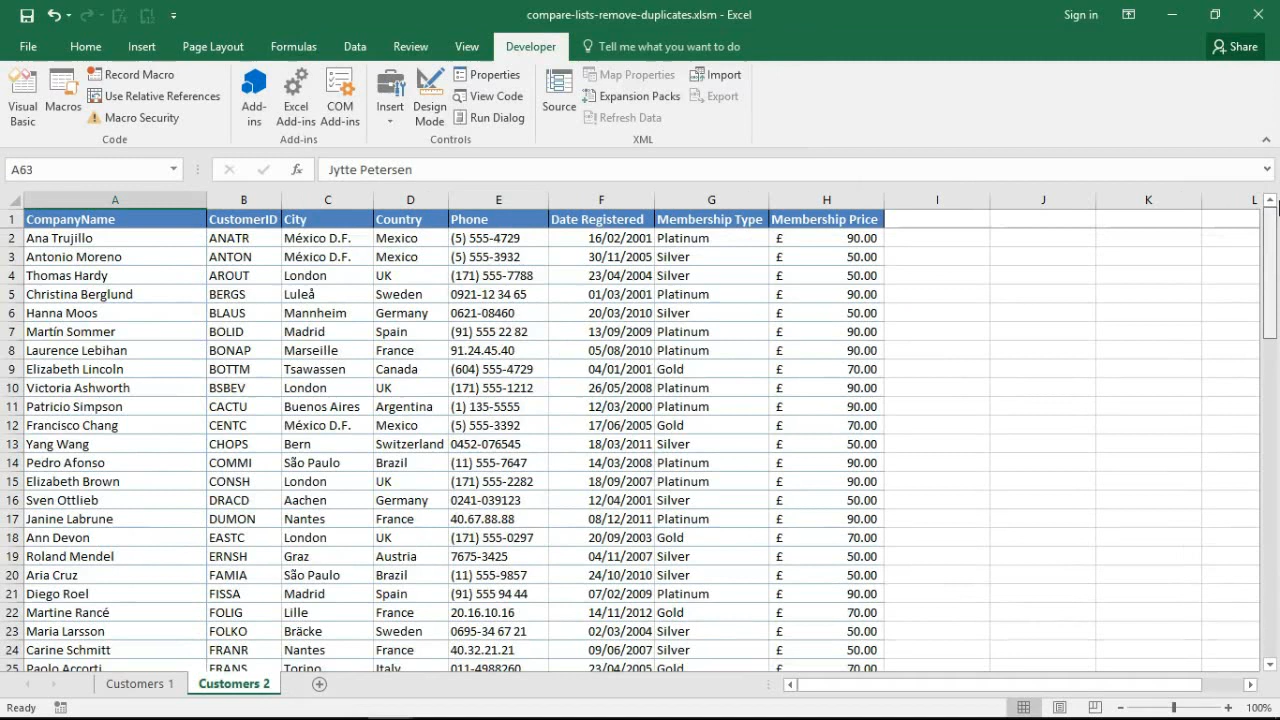 compare-lists-remove-duplicates.xlsm - Excel
Sign in
File Home Insert Page Layout Formulas Data Review View Developer Tell me what you want to do Share
Visual Basic
Macros
Record Macro
Use Relative References
Macro Security
Code
Add-ins
Excel Add-ins
COM Add-ins
Add-ins
Insert
Design Mode
Properties
View Code
Run Dialog
Controls
Source
Map Properties
Expansion Packs
Refresh Data
Import
Export
XML
A63 fx Jytte Petersen
A B C D E F G H I J K L
1 CompanyName CustomerID City Country Phone Date Registered Membership Type Membership Price
2 Ana Trujillo ANATR México D.F. Mexico (5) 555-4729 16/02/2001 Platinum £ 90.00
3 Antonio Moreno ANTON México D.F. Mexico (5) 555-3932 30/11/2005 Silver £ 50.00
4 Thomas Hardy AROUT London UK (171) 555-7788 23/04/2004 Silver £ 50.00
5 Christina Berglund BERGS Luleå Sweden 0921-12 34 65 01/03/2001 Platinum £ 90.00
6 Hanna Moos BLAUS Mannheim Germany 0621-08460 20/03/2010 Silver £ 50.00
7 Martín Sommer BOLID Madrid Spain (91) 555 22 82 13/09/2009 Platinum £ 90.00
8 Laurence Lebihan BONAP Marseille France 91.24.45.40 05/08/2010 Platinum £ 90.00
9 Elizabeth Lincoln BOTTM Tsawassen Canada (604) 555-4729 04/01/2001 Gold £ 70.00
10 Victoria Ashworth BSBEV London UK (171) 555-1212 26/05/2008 Platinum £ 90.00
11 Patricio Simpson CACTU Buenos Aires Argentina (1) 135-5555 12/03/2000 Platinum £ 90.00
12 Francisco Chang CENTC México D.F. Mexico (5) 555-3392 17/06/2005 Gold £ 70.00
13 Yang Wang CHOPS Bern Switzerland 0452-076545 18/03/2011 Silver £ 50.00
14 Pedro Afonso COMMI São Paulo Brazil (11) 555-7647 14/03/2008 Platinum £ 90.00
15 Elizabeth Brown CONSH London UK (171) 555-2282 18/09/2007 Platinum £ 90.00
16 Sven Ottlieb DRACD Aachen Germany 0241-039123 12/04/2001 Silver £ 50.00
17 Janine Labrune DUMON Nantes France 40.67.88.88 08/12/2011 Platinum £ 90.00
18 Ann Devon EASTC London UK (171) 555-0297 20/09/2003 Gold £ 70.00
19 Roland Mendel ERNSH Graz Austria 7675-3425 04/11/2007 Silver £ 50.00
20 Aria Cruz FAMIA São Paulo Brazil (11) 555-9857 24/10/2010 Silver £ 50.00
21 Diego Roel FISSA Madrid Spain (91) 555 94 44 07/02/2009 Platinum £ 90.00
22 Martine Rancé FOLIG Lille France 20.16.10.16 14/11/2012 Gold £ 70.00
23 Maria Larsson FOLKO Bräcke Sweden 0695-34 67 21 02/03/2004 Silver £ 50.00
24 Carine Schmitt FRANR Nantes France 40.32.21.21 09/06/2007 Silver £ 50.00
25 Paolo Accorti FRANS Torino Italy 011-4988260 23/04/2005 Gold £ 70.00
Customers 1 Customers 2
Ready 100%